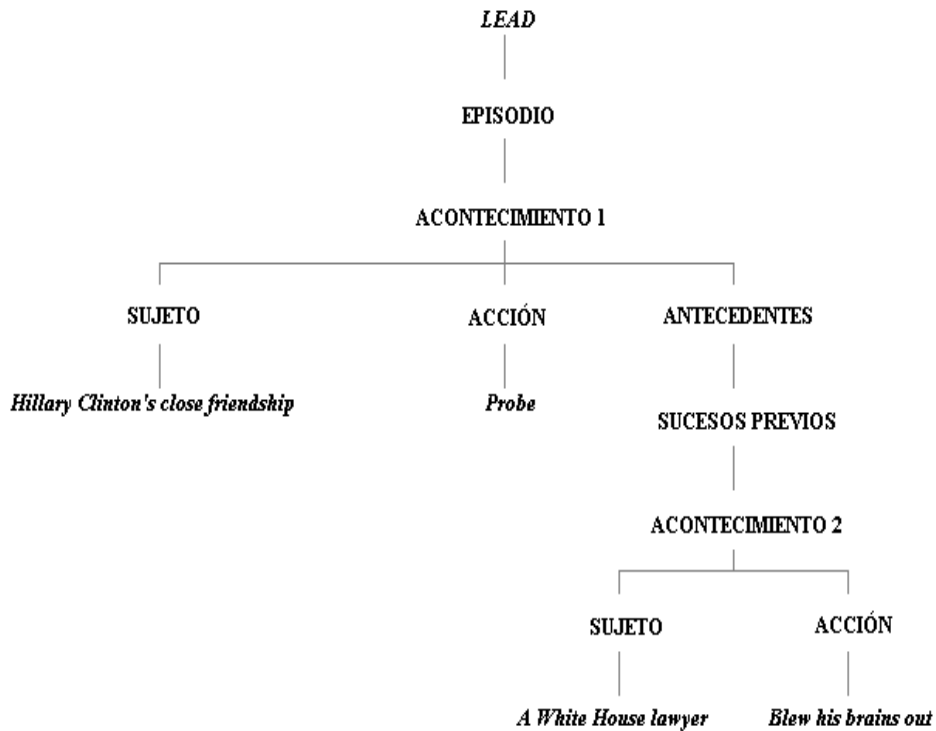 LEAD
EPISODIO
ACONTECIMIENTO 1
SUJETO ACCIÓN ANTECEDENTES
Hillary Clinton's close friendship Probe
SUCESOS PREVIOS
ACONTECIMIENTO 2
SUJETO ACCIÓN
A White House lawyer Blew his brains out